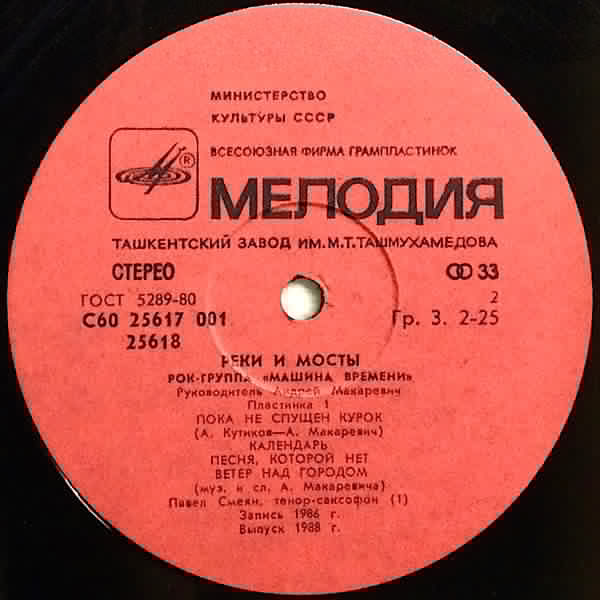 МИНИСТЕРСТВО
КУЛЬТУРЫ СССР
ВСЕСОЮЗНАЯ ФИРМА ГРАМПЛАСТИНОК
®
МЕЛОДИЯ
ТАШКЕНТСКИЙ ЗАВОД ИМ.М.Т.ТАШМУХАМЕДОВА
СТЕРЕО 33
ГОСТ 5289-80 2
С60 25617 001 Гр. 3. 2-25
25618
РЕКИ И МОСТЫ
РОК-ГРУППА «МАШИНА ВРЕМЕНИ»
Руководитель Андрей Макаревич
Пластинка 1
ПОКА НЕ СПУЩЕН КУРОК
(А. Кутиков—А. Макаревич)
КАЛЕНДАРЬ
ПЕСНЯ, КОТОРОЙ НЕТ
ВЕТЕР НАД ГОРОДОМ
(муз. и сл. А. Макаревича)
Павел Смеян, тенор-саксофон (1)
Запись 1986 г.
Выпуск 1988 г.